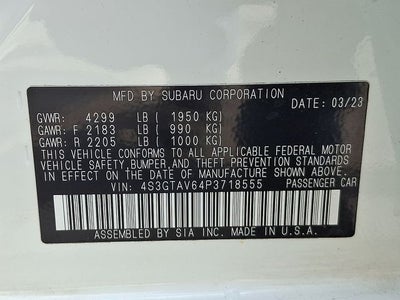 MFD BY SUBARU CORPORATION
DATE: 03/23
GVWR: 4299 LB ( 1950 KG)
GAWR: F 2183 LB ( 990 KG)
GAWR: R 2205 LB ( 1000 KG)
THIS VEHICLE CONFORMS TO ALL APPLICABLE FEDERAL MOTOR
VEHICLE SAFETY, BUMPER, AND THEFT PREVENTION STANDARDS
IN EFFECT ON THE DATE OF MANUFACTURE SHOWN ABOVE.
VIN: 4S3GTAV64P3718555 PASSENGER CAR
ASSEMBLED BY SIA INC. MADE IN U.S.A.